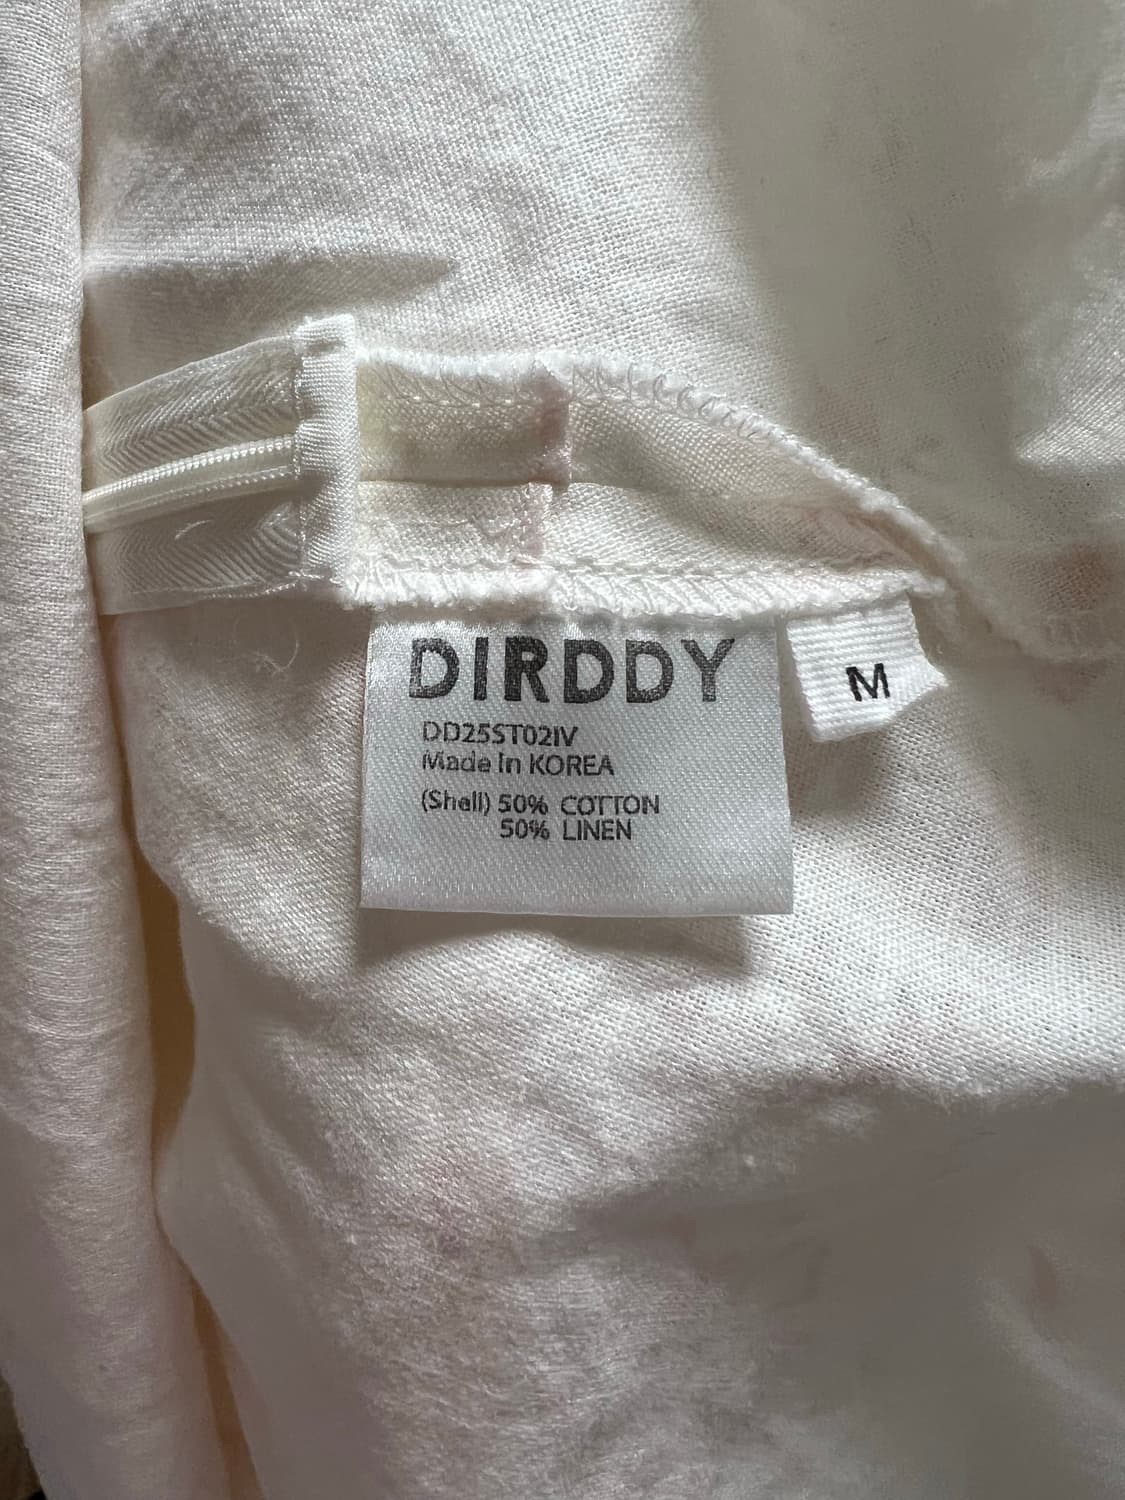 DIRDDY
M
DD25ST02IV
Made In KOREA
(Shell) 50% COTTON
50% LINEN